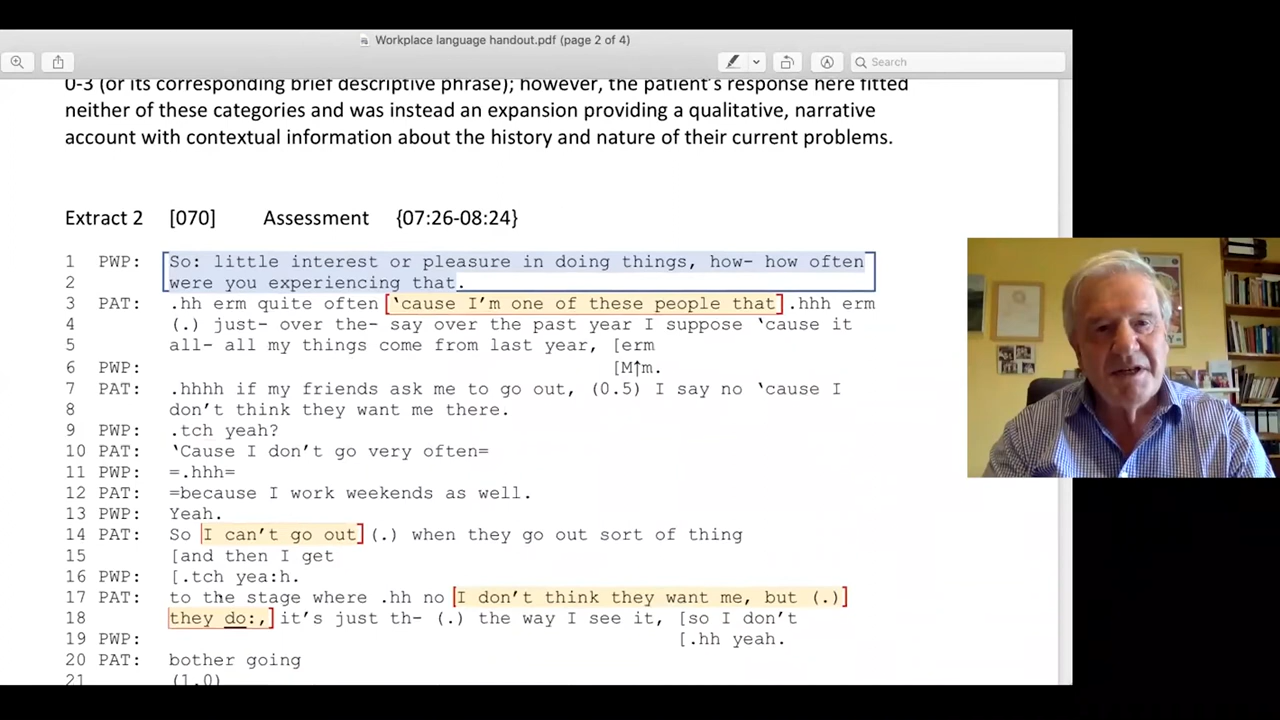 Workplace language handout.pdf (page 2 of 4)
Search
0-3 (or its corresponding brief descriptive phrase); however, the patient's response here fitted
neither of these categories and was instead an expansion providing a qualitative, narrative
account with contextual information about the history and nature of their current problems.
Extract 2 [070] Assessment {07:26-08:24}
1 PWP: So: little interest or pleasure in doing things, how- how often
2 were you experiencing that.
3 PAT: .hh erm quite often ‘cause I’m one of these people that .hhh erm
4 (.) just- over the- say over the past year I suppose ‘cause it
5 all- all my things come from last year, [erm
6 PWP: [M↑m.
7 PAT: .hhhh if my friends ask me to go out, (0.5) I say no ‘cause I
8 don’t think they want me there.
9 PWP: .tch yeah?
10 PAT: ‘Cause I don’t go very often=
11 PWP: =.hhh=
12 PAT: =because I work weekends as well.
13 PWP: Yeah.
14 PAT: So I can’t go out (.) when they go out sort of thing
15 [and then I get
16 PWP: [.tch yea:h.
17 PAT: to the stage where .hh no I don’t think they want me, but (.)
18 they do:, it’s just th- (.) the way I see it, [so I don’t
19 PWP: [.hh yeah.
20 PAT: bother going
21 (1.0)